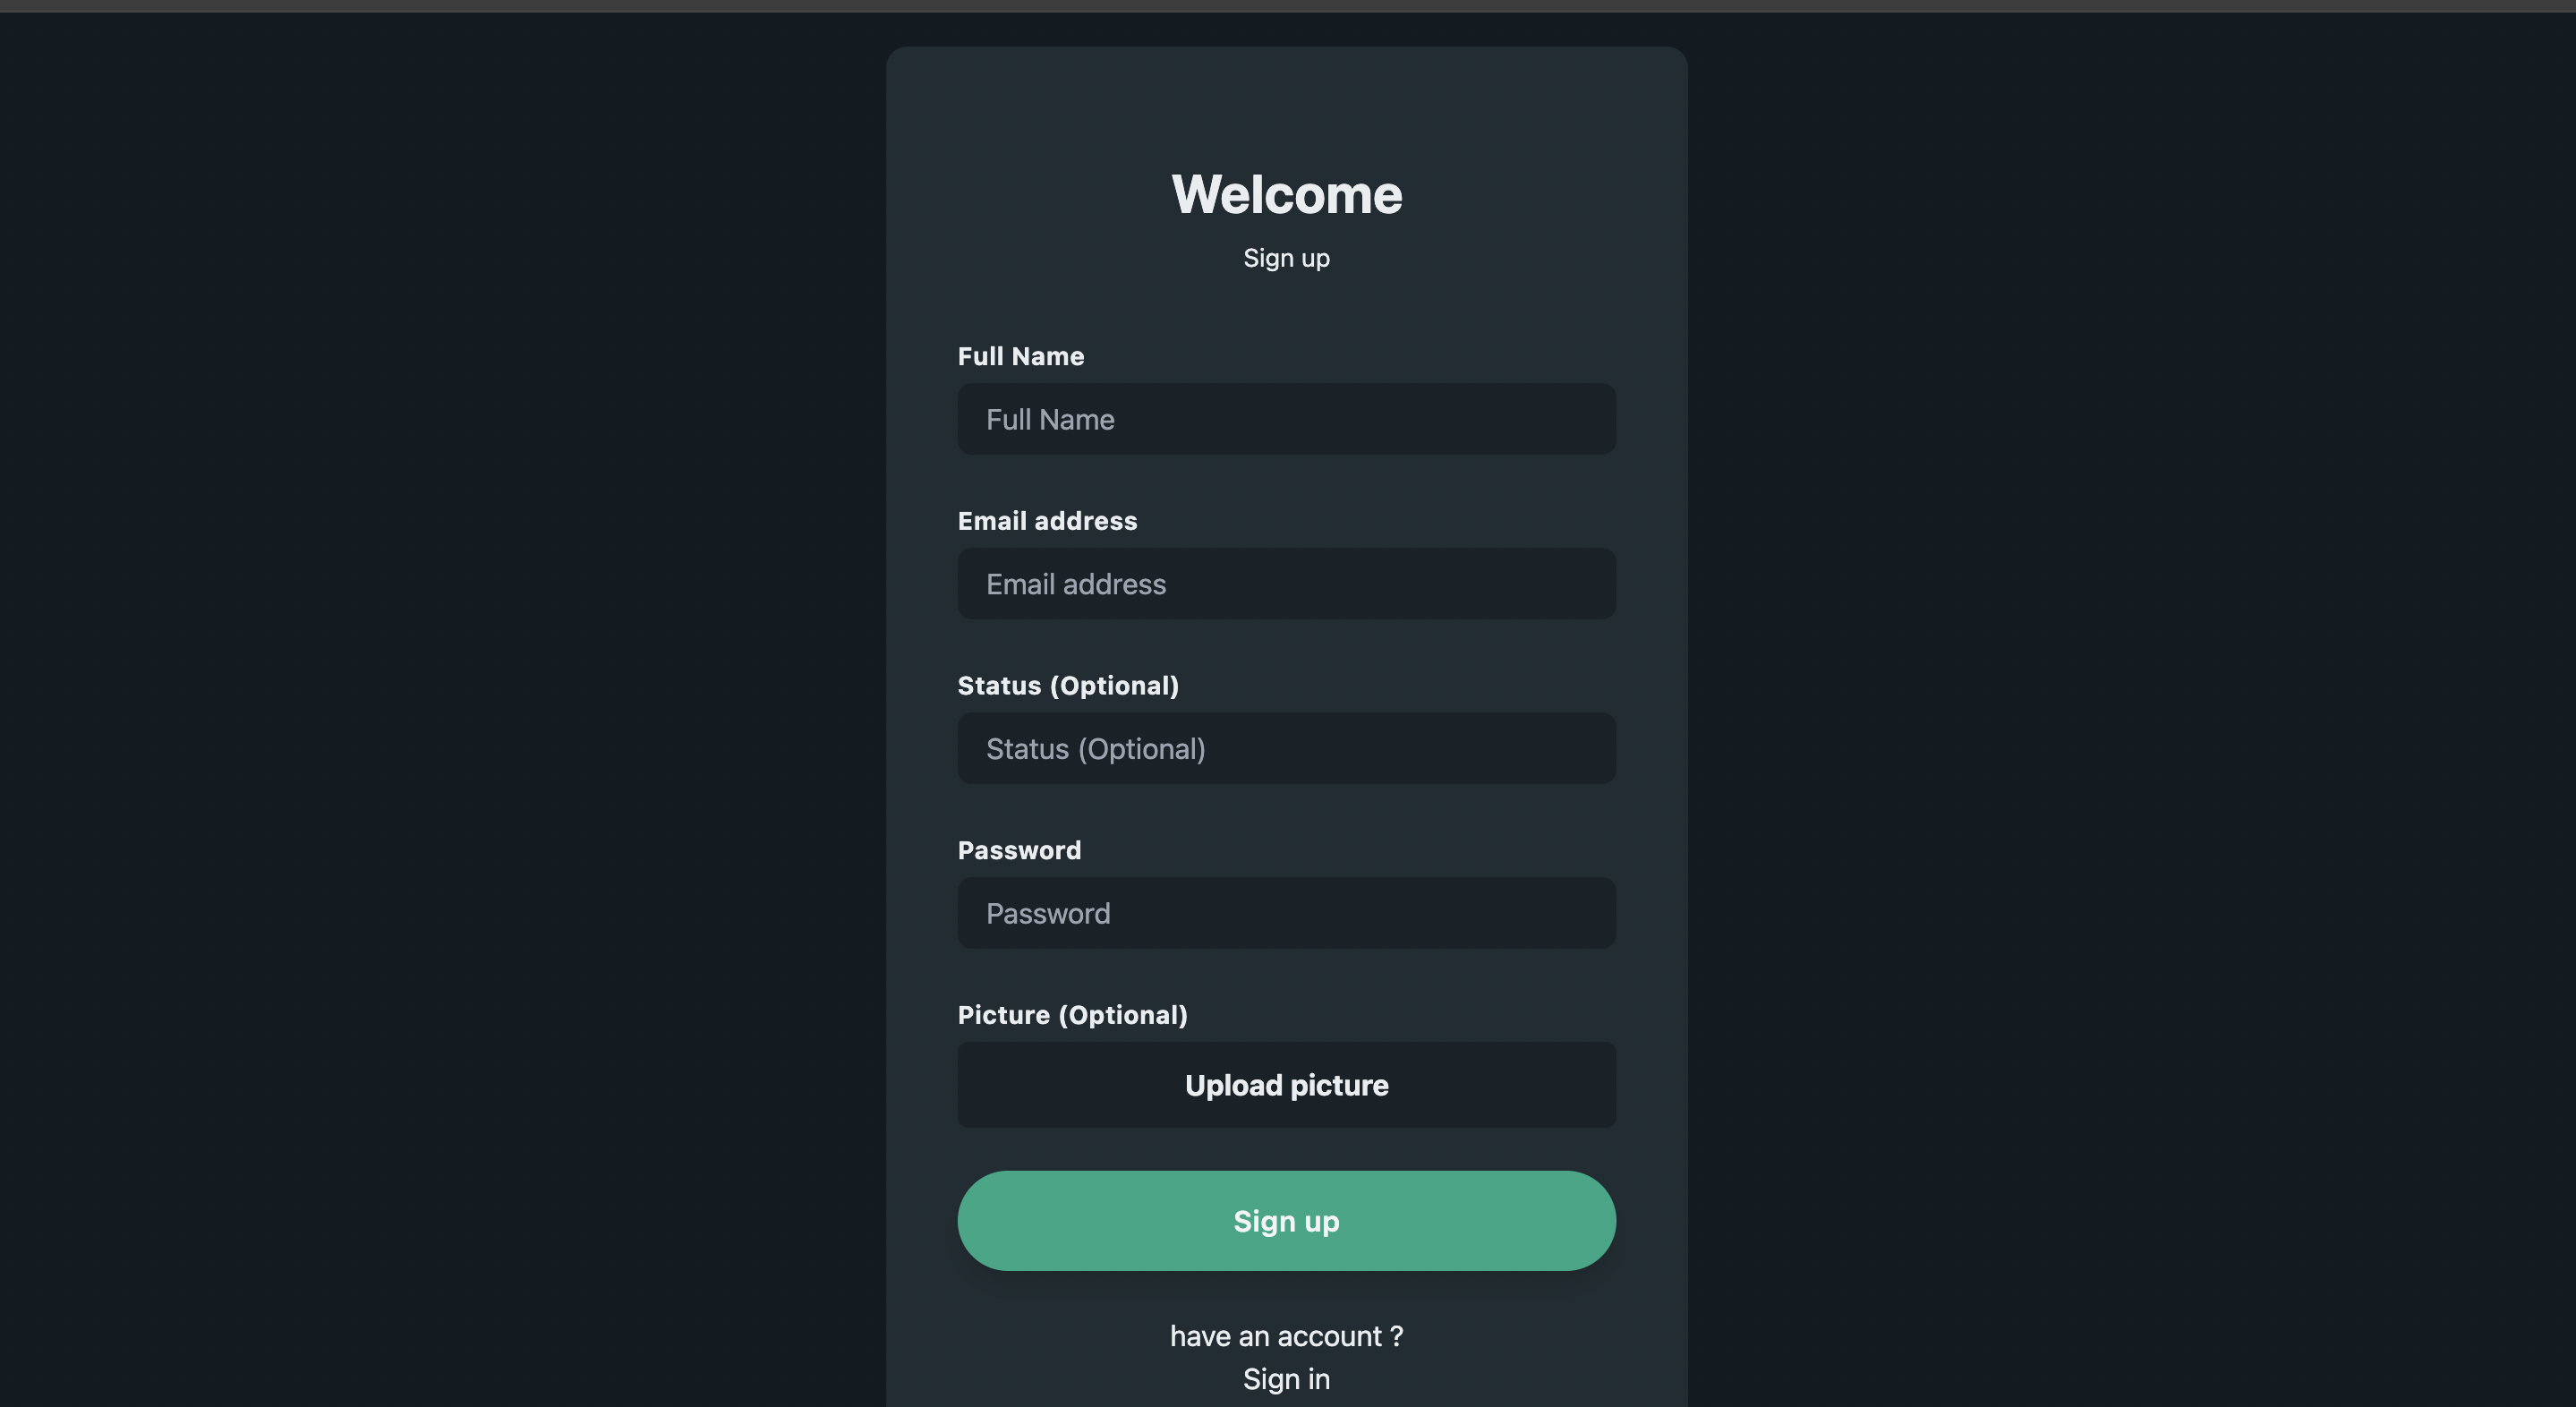 Welcome
Sign up
Full Name
Full Name
Email address
Email address
Status (Optional)
Status (Optional)
Password
Password
Picture (Optional)
Upload picture
Sign up
have an account ?
Sign in